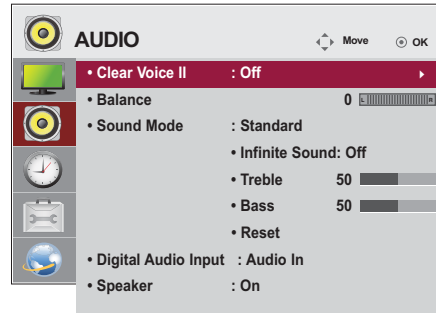 AUDIO Move OK
• Clear Voice II : Off
• Balance 0 L R
• Sound Mode : Standard
• Infinite Sound: Off
• Treble 50
• Bass 50
• Reset
• Digital Audio Input : Audio In
• Speaker : On